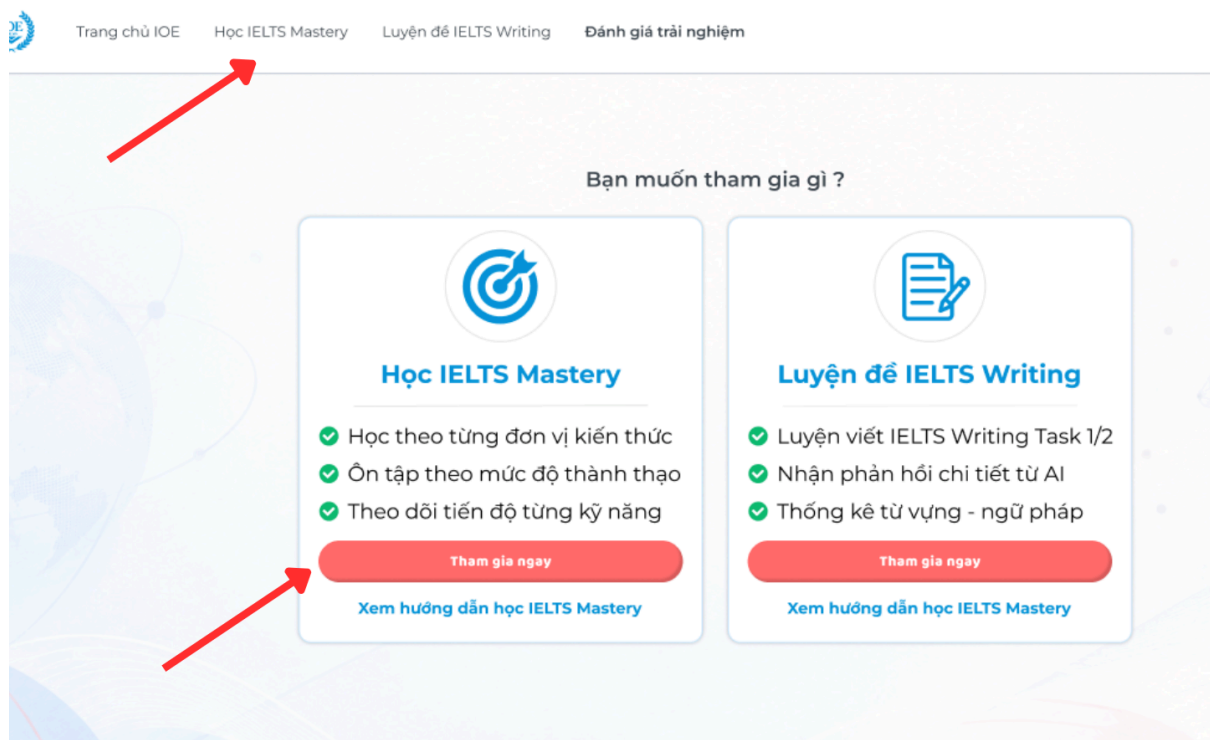 Trang chủ IOE Học IELTS Mastery Luyện đề IELTS Writing Đánh giá trải nghiệm
Bạn muốn tham gia gì ?
Học IELTS Mastery
Học theo từng đơn vị kiến thức
Ôn tập theo mức độ thành thạo
Theo dõi tiến độ từng kỹ năng
Tham gia ngay
Xem hướng dẫn học IELTS Mastery
Luyện đề IELTS Writing
Luyện viết IELTS Writing Task 1/2
Nhận phản hồi chi tiết từ AI
Thống kê từ vựng - ngữ pháp
Tham gia ngay
Xem hướng dẫn học IELTS Mastery